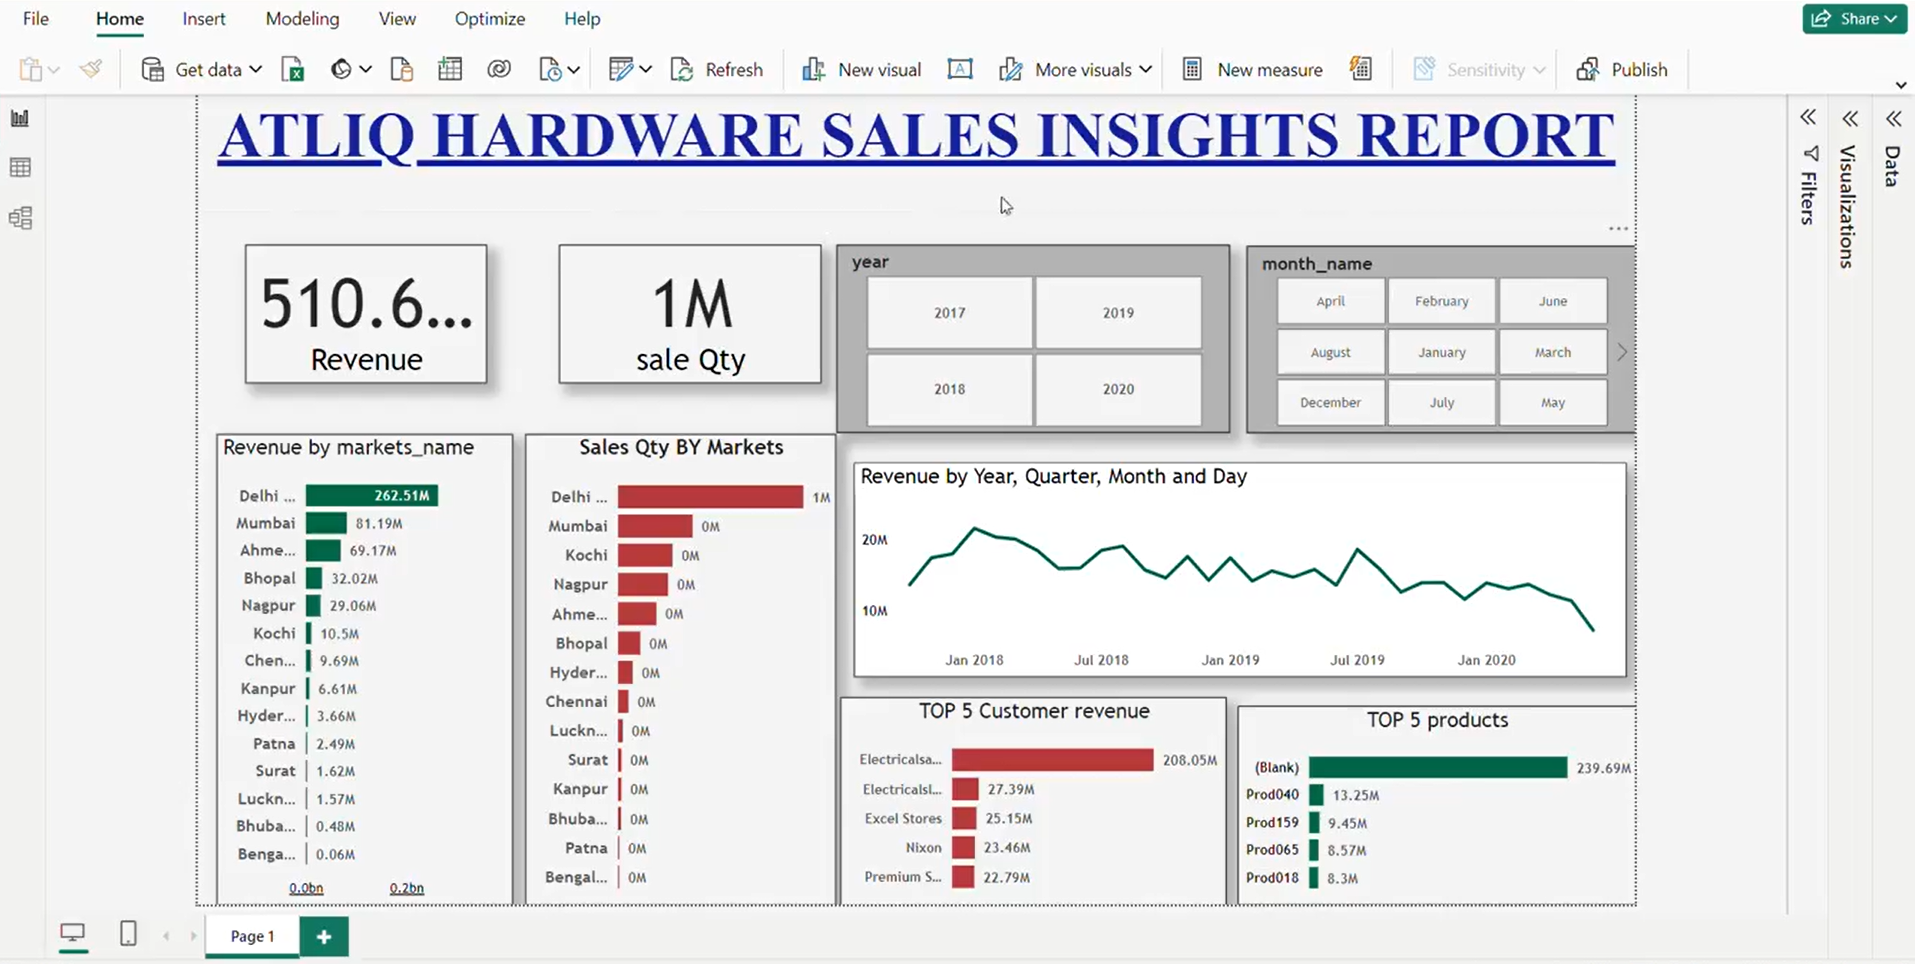 File Home Insert Modeling View Optimize Help Share
Get data Refresh New visual More visuals New measure Sensitivity Publish
ATLIQ HARDWARE SALES INSIGHTS REPORT
510.6...
Revenue
1M
sale Qty
year
2017 2019
2018 2020
month_name
April February June
August January March
December July May
Revenue by markets_name
Delhi ... 262.51M
Mumbai 81.19M
Ahme... 69.17M
Bhopal 32.02M
Nagpur 29.06M
Kochi 10.5M
Chen... 9.69M
Kanpur 6.61M
Hyder... 3.66M
Patna 2.49M
Surat 1.62M
Luckn... 1.57M
Bhuba... 0.48M
Benga... 0.06M
0.0bn 0.2bn
Sales Qty BY Markets
Delhi ... 1M
Mumbai 0M
Kochi 0M
Nagpur 0M
Ahme... 0M
Bhopal 0M
Hyder... 0M
Chennai 0M
Luckn... 0M
Surat 0M
Kanpur 0M
Bhuba... 0M
Patna 0M
Bengal... 0M
Revenue by Year, Quarter, Month and Day
20M
10M
Jan 2018 Jul 2018 Jan 2019 Jul 2019 Jan 2020
TOP 5 Customer revenue
Electricalsa... 208.05M
Electricalsl... 27.39M
Excel Stores 25.15M
Nixon 23.46M
Premium S... 22.79M
TOP 5 products
(Blank) 239.69M
Prod040 13.25M
Prod159 9.45M
Prod065 8.57M
Prod018 8.3M
Filters
Visualizations
Data
Page 1